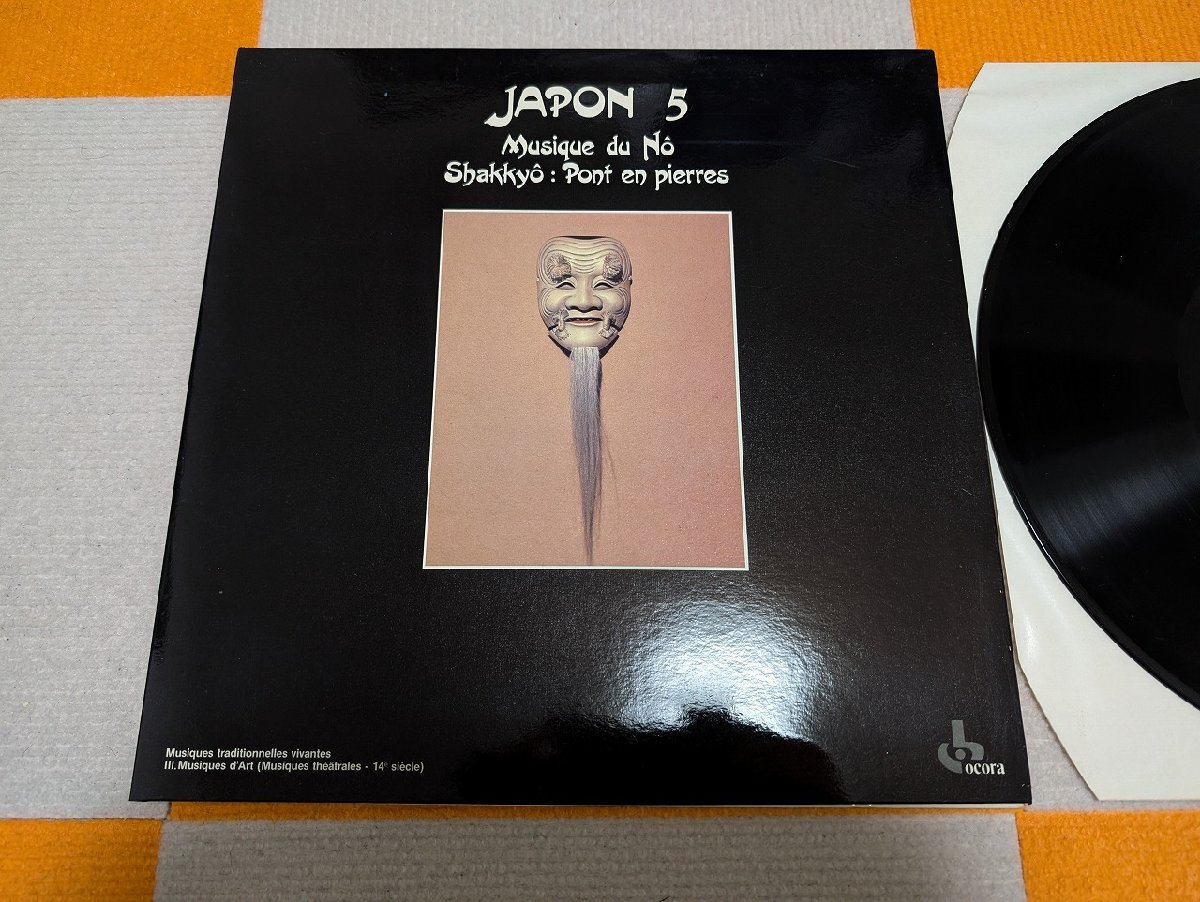 JAPON 5
Musique du Nô
Shakkyô : Pont en pierres
Musiques traditionnelles vivantes
III. Musiques d'Art (Musiques théâtrales - 14e siècle)
ocora